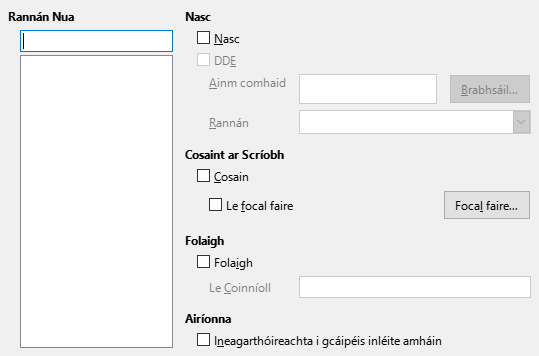 Rannán Nua
Nasc
Nasc
DDE
Ainm comhaid
Brabhsáil...
Rannán
Cosaint ar Scríobh
Cosain
Le focal faire
Focal faire...
Folaigh
Folaigh
Le Coinníoll
Airíonna
Ineagarthóireachta i gcáipéis inléite amháin